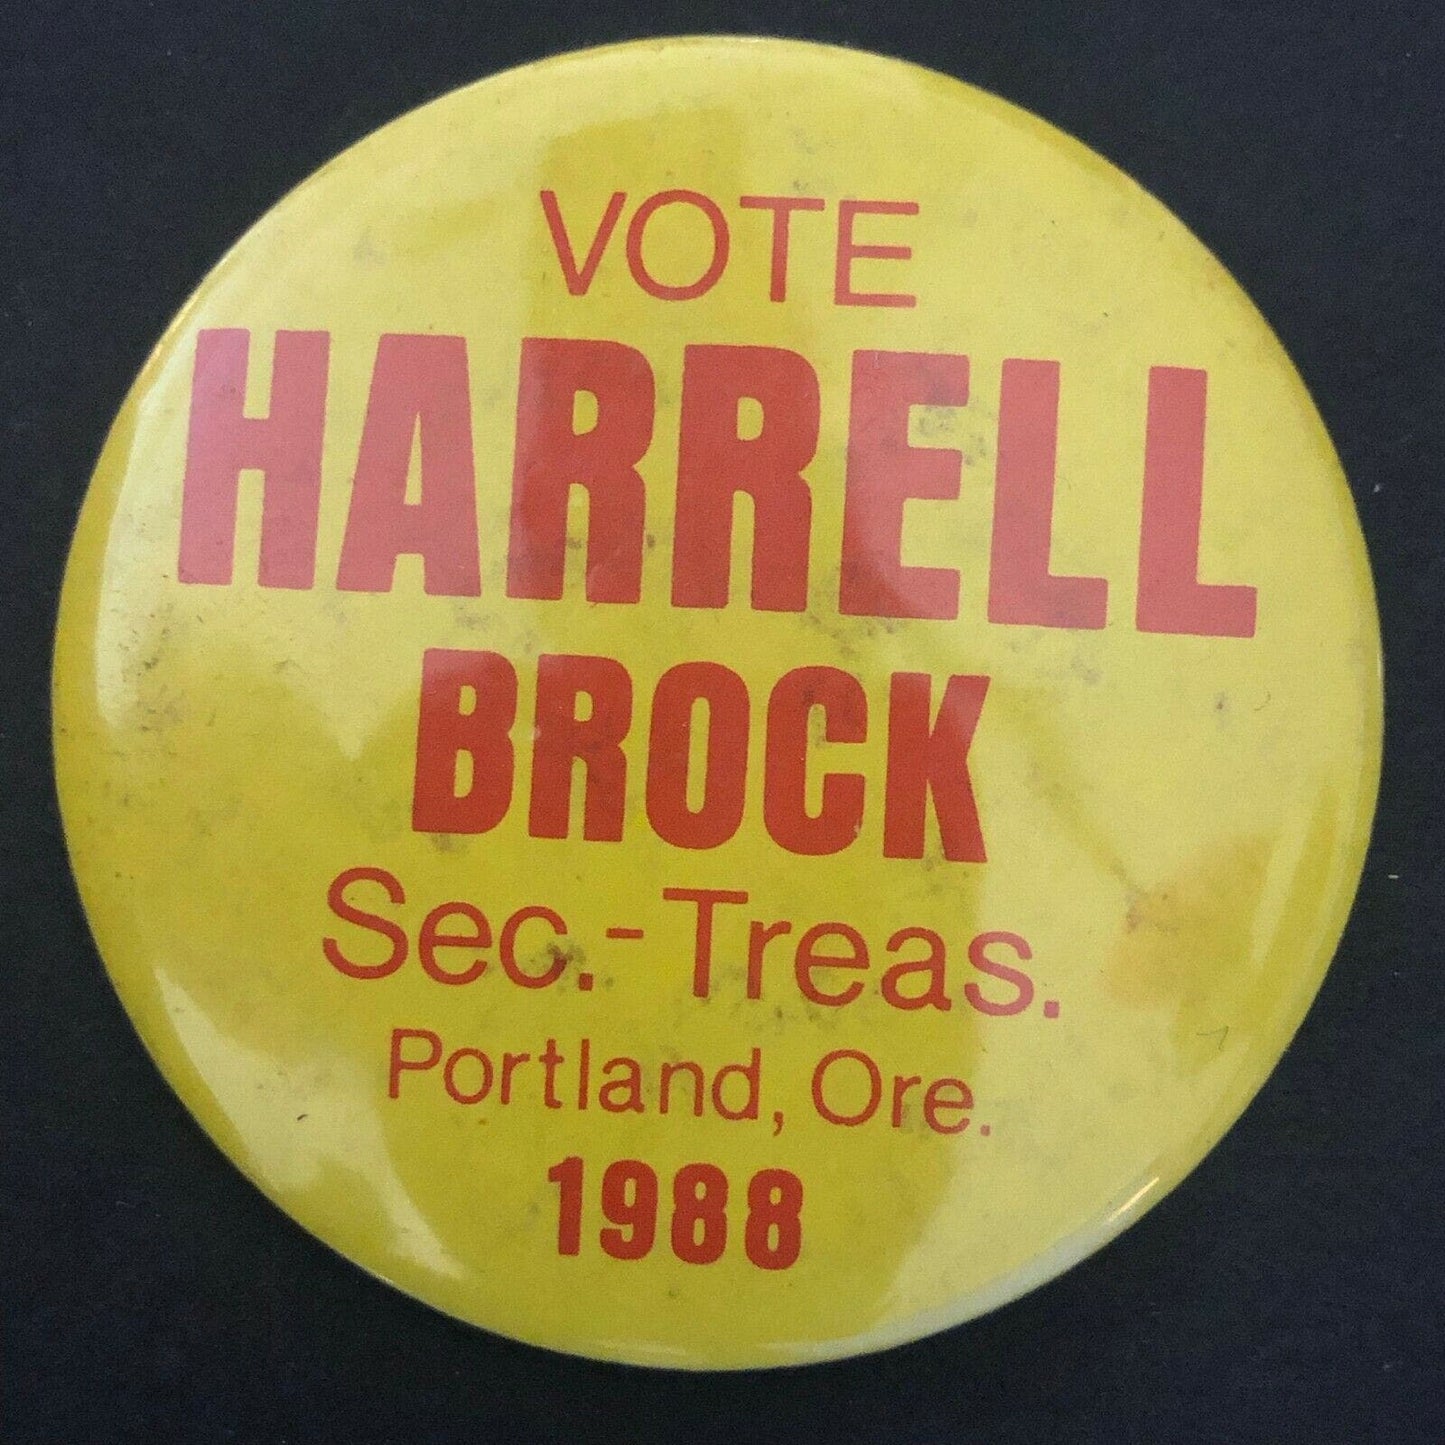 VOTE
HARRELL
BROCK
Sec.-Treas.
Portland, Ore.
1988